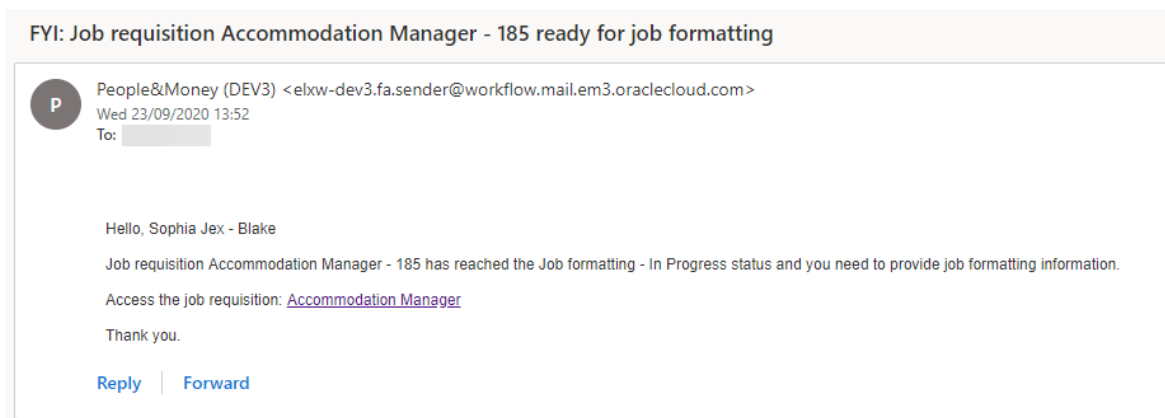 FYI: Job requisition Accommodation Manager - 185 ready for job formatting
P
People&Money (DEV3) <elxw-dev3.fa.sender@workflow.mail.em3.oraclecloud.com>
Wed 23/09/2020 13:52
To:
Hello, Sophia Jex - Blake
Job requisition Accommodation Manager - 185 has reached the Job formatting - In Progress status and you need to provide job formatting information.
Access the job requisition: Accommodation Manager
Thank you.
Reply Forward